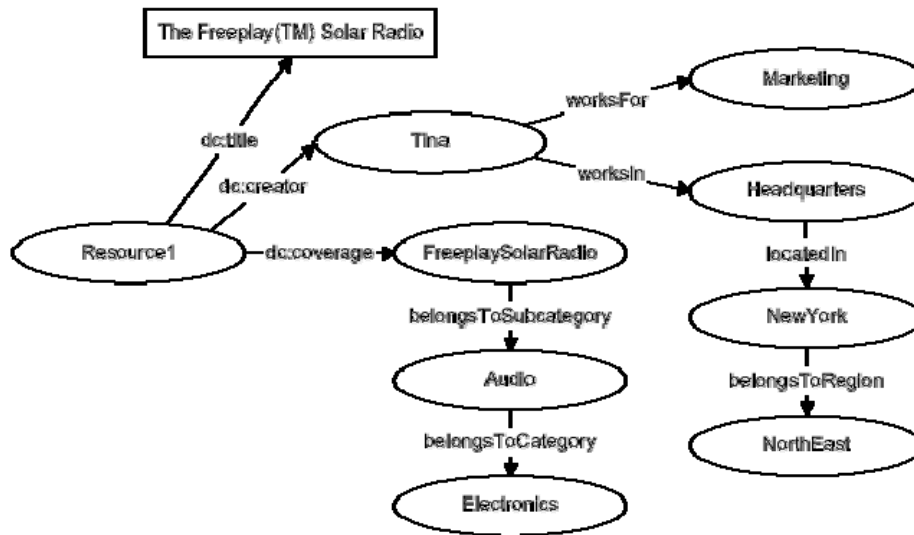 The Freeplay(TM) Solar Radio
Marketing
worksFor
Tina
dc:title
worksIn
dc:creator
Headquarters
Resource1
dc:coverage
FreeplaySolarRadio
locatedIn
belongsToSubcategory
NewYork
Audio
belongsToRegion
belongsToCategory
NorthEast
Electronics